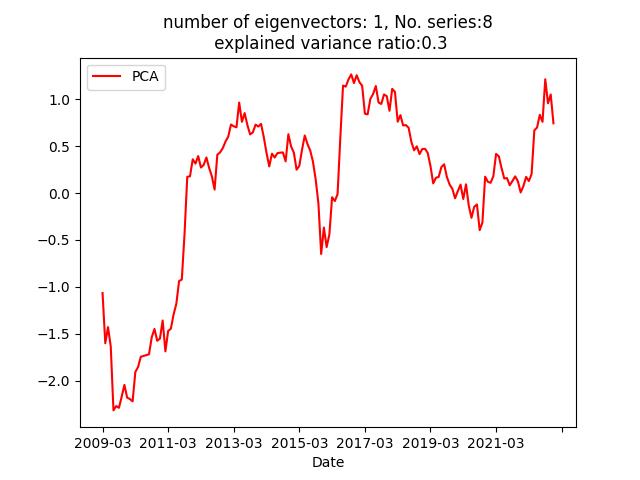 number of eigenvectors: 1, No. series:8
explained variance ratio:0.3
PCA
1.0
0.5
0.0
−0.5
−1.0
−1.5
−2.0
2009-03 2011-03 2013-03 2015-03 2017-03 2019-03 2021-03
Date